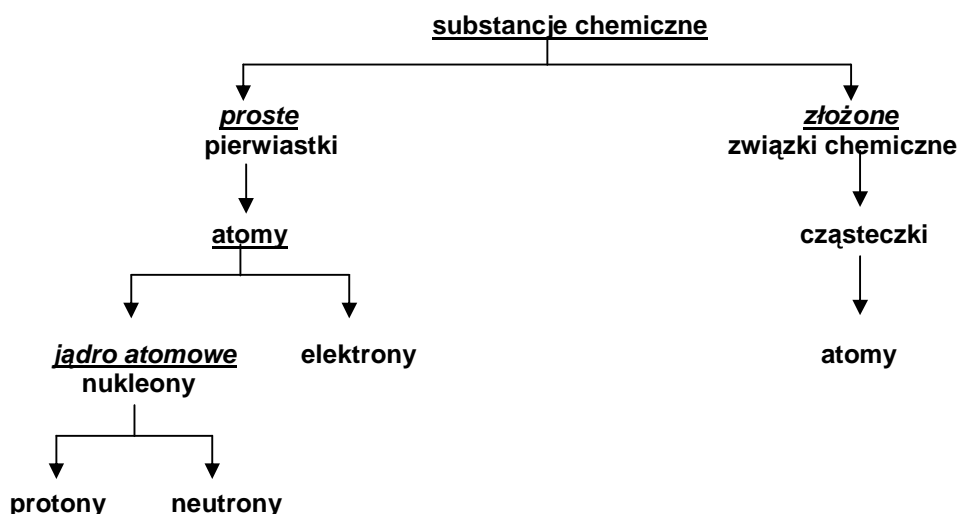 substancje chemiczne
proste
pierwiastki
złożone
związki chemiczne
atomy
cząsteczki
jądro atomowe
nukleony
elektrony
atomy
protony
neutrony